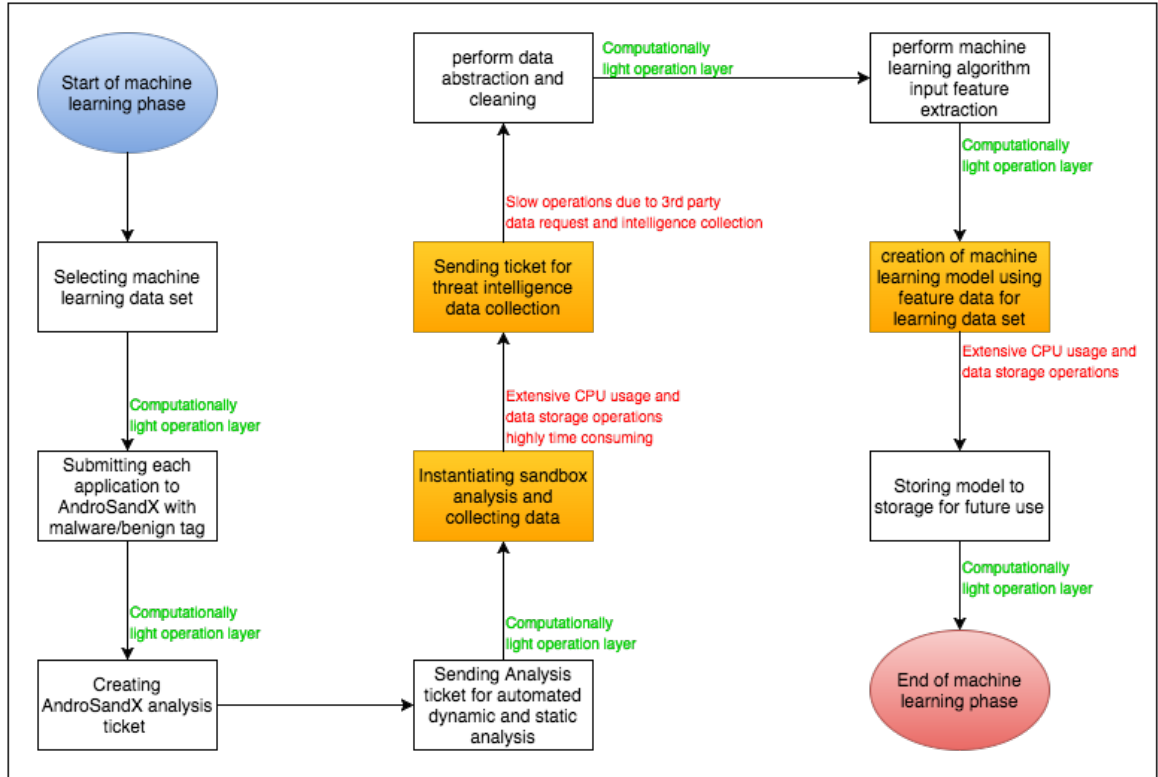 Start of machine
learning phase
Selecting machine
learning data set
Computationally
light operation layer
Submitting each
application to
AndroSandX with
malware/benign tag
Computationally
light operation layer
Creating
AndroSandX analysis
ticket
Sending Analysis
ticket for automated
dynamic and static
analysis
Computationally
light operation layer
Instantiating sandbox
analysis and
collecting data
Extensive CPU usage and
data storage operations
highly time consuming
Sending ticket for
threat intelligence
data collection
Slow operations due to 3rd party
data request and intelligence collection
perform data
abstraction and
cleaning
Computationally
light operation layer
perform machine
learning algorithm
input feature
extraction
Computationally
light operation layer
creation of machine
learning model using
feature data for
learning data set
Extensive CPU usage and
data storage operations
Storing model to
storage for future use
Computationally
light operation layer
End of machine
learning phase